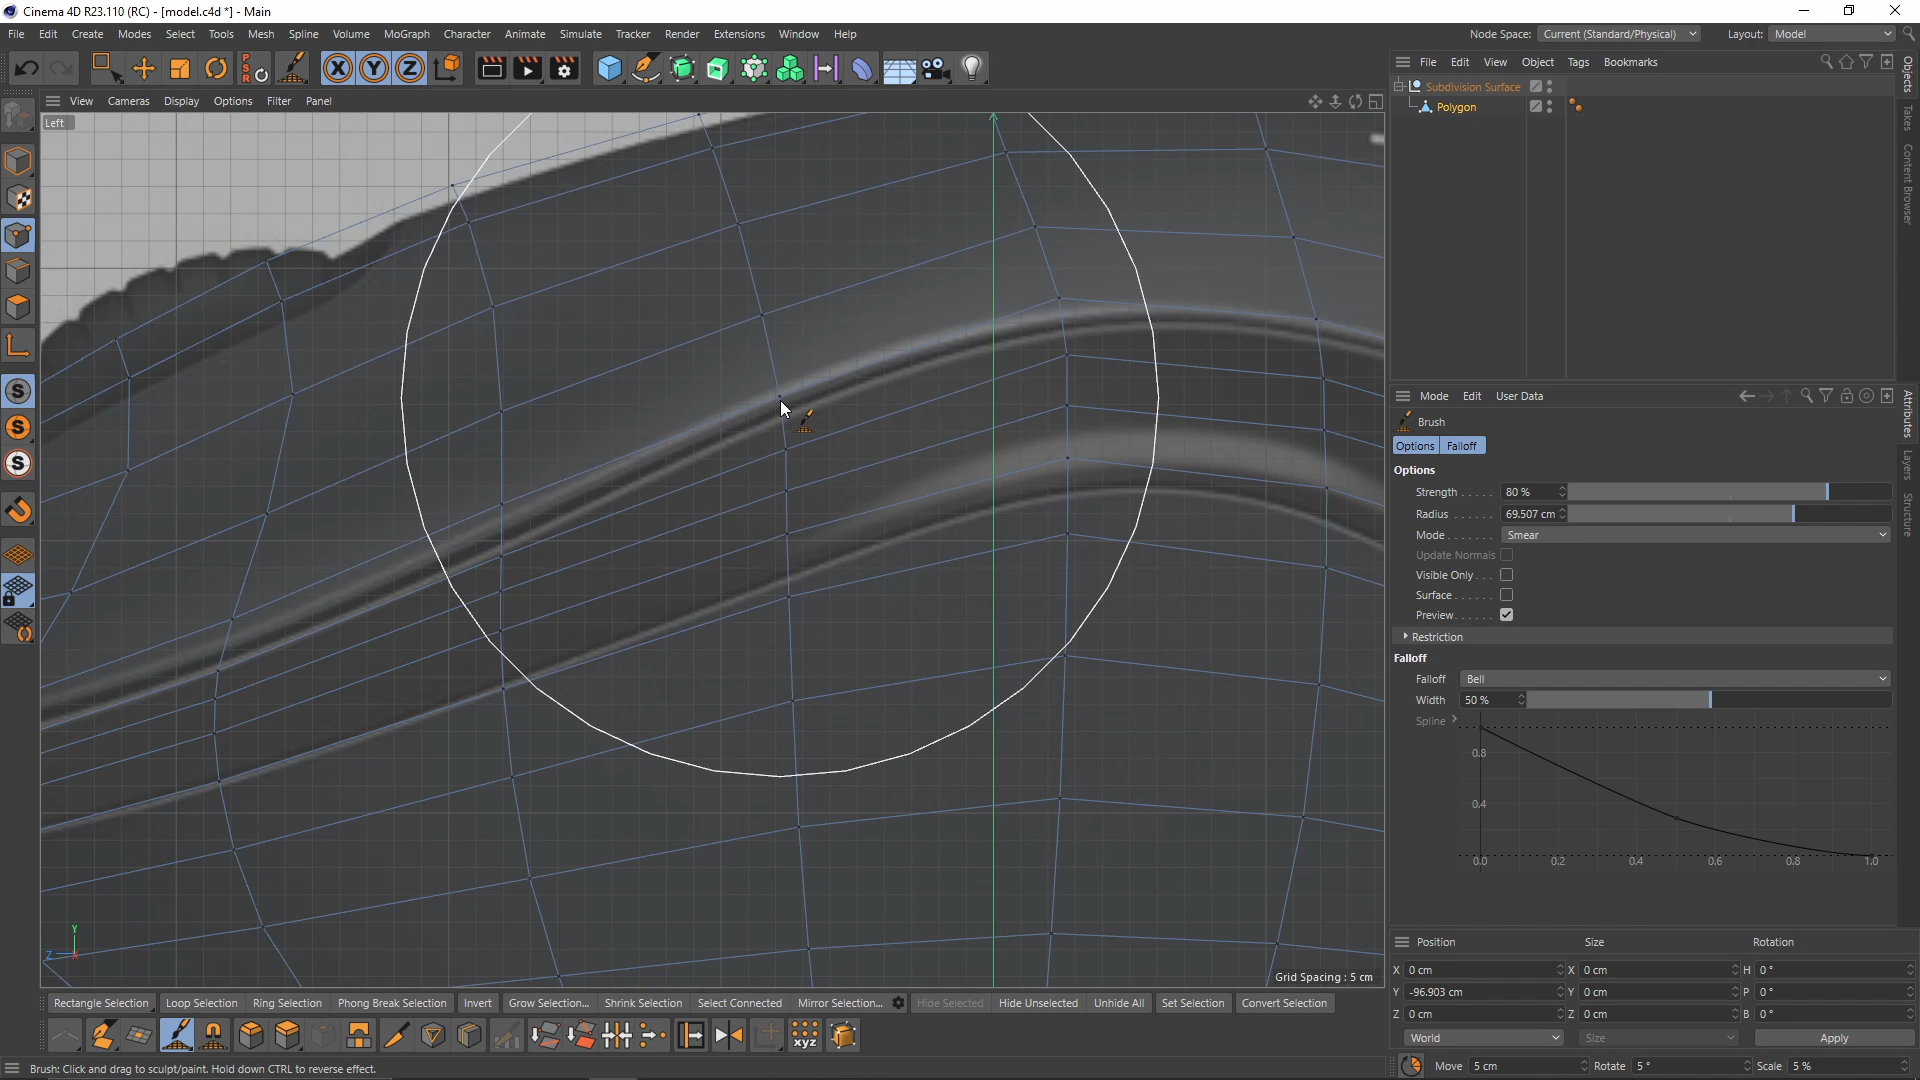 Cinema 4D R23.110 (RC) - [model.c4d *] - Main
File Edit Create Modes Select Tools Mesh Spline Volume MoGraph Character Animate Simulate Tracker Render Extensions Window Help
Node Space: Current (Standard/Physical) Layout: Model
P
S
R
X Y Z
File Edit View Object Tags Bookmarks
View Cameras Display Options Filter Panel
Left
Subdivision Surface
Polygon
Objects
Takes
Content Browser
S
S
S
Mode Edit User Data
Brush
Options Falloff
Options
Strength . . . . . 80 %
Radius . . . . . . 69.507 cm
Mode . . . . . . . Smear
Update Normals
Visible Only . . .
Surface . . . . . .
Preview . . . . . .
Restriction
Falloff
Falloff Bell
Width 50 %
Spline
0.8
0.4
0.0 0.2 0.4 0.6 0.8 1.0
Attributes
Layers
Structure
Y
Z X
Grid Spacing : 5 cm
Position Size Rotation
X 0 cm X 0 cm H 0 °
Y -96.903 cm Y 0 cm P 0 °
Z 0 cm Z 0 cm B 0 °
World Size Apply
Rectangle Selection Loop Selection Ring Selection Phong Break Selection Invert Grow Selection... Shrink Selection Select Connected Mirror Selection... Hide Selected Hide Unselected Unhide All Set Selection Convert Selection
xyz
Brush: Click and drag to sculpt/paint. Hold down CTRL to reverse effect.
Move 5 cm Rotate 5 ° Scale 5 %